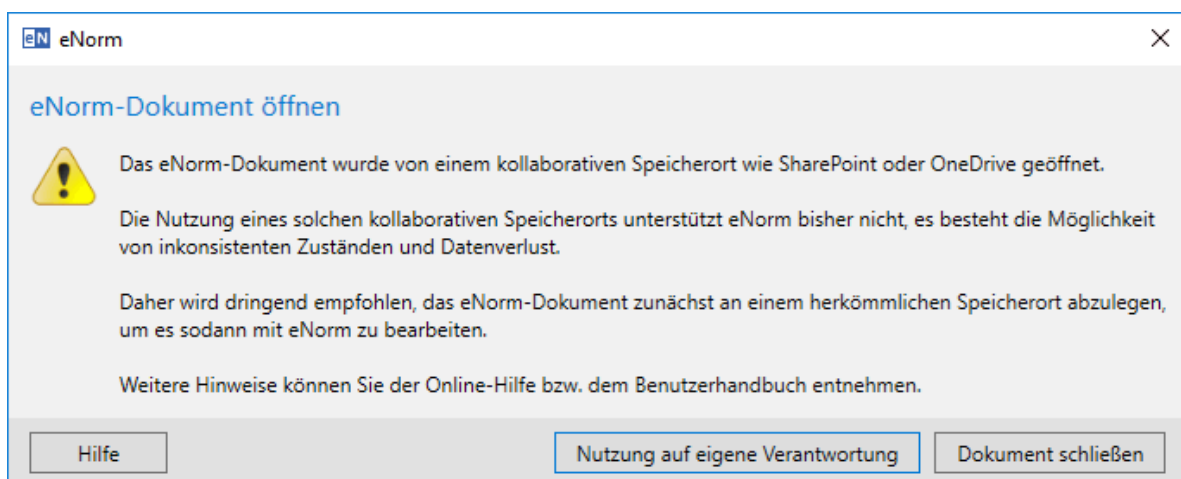 eN eNorm
eNorm-Dokument öffnen
Das eNorm-Dokument wurde von einem kollaborativen Speicherort wie SharePoint oder OneDrive geöffnet.
Die Nutzung eines solchen kollaborativen Speicherorts unterstützt eNorm bisher nicht, es besteht die Möglichkeit
von inkonsistenten Zuständen und Datenverlust.
Daher wird dringend empfohlen, das eNorm-Dokument zunächst an einem herkömmlichen Speicherort abzulegen,
um es sodann mit eNorm zu bearbeiten.
Weitere Hinweise können Sie der Online-Hilfe bzw. dem Benutzerhandbuch entnehmen.
Hilfe Nutzung auf eigene Verantwortung Dokument schließen